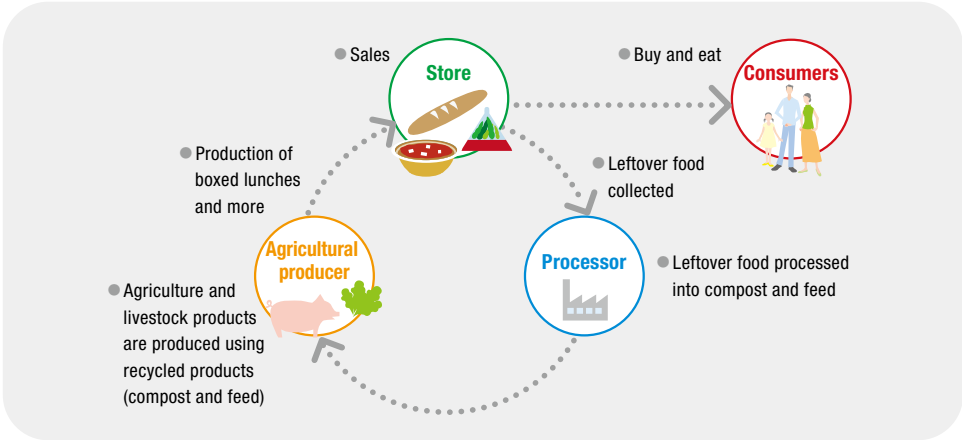 Sales
Store
Buy and eat
Consumers
Production of
boxed lunches
and more
Leftover food
collected
Agricultural
producer
Processor
Leftover food processed
into compost and feed
Agriculture and
livestock products
are produced using
recycled products
(compost and feed)